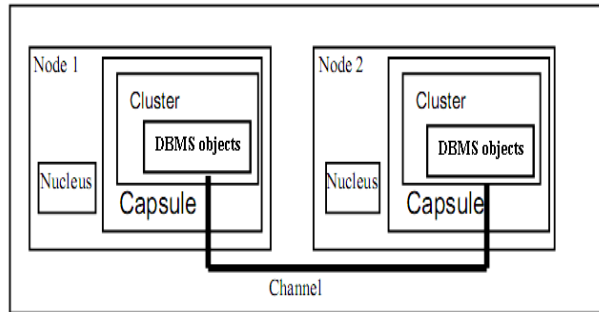 Node 1
Cluster
DBMS objects
Nucleus
Capsule
Node 2
Cluster
DBMS objects
Nucleus
Capsule
Channel